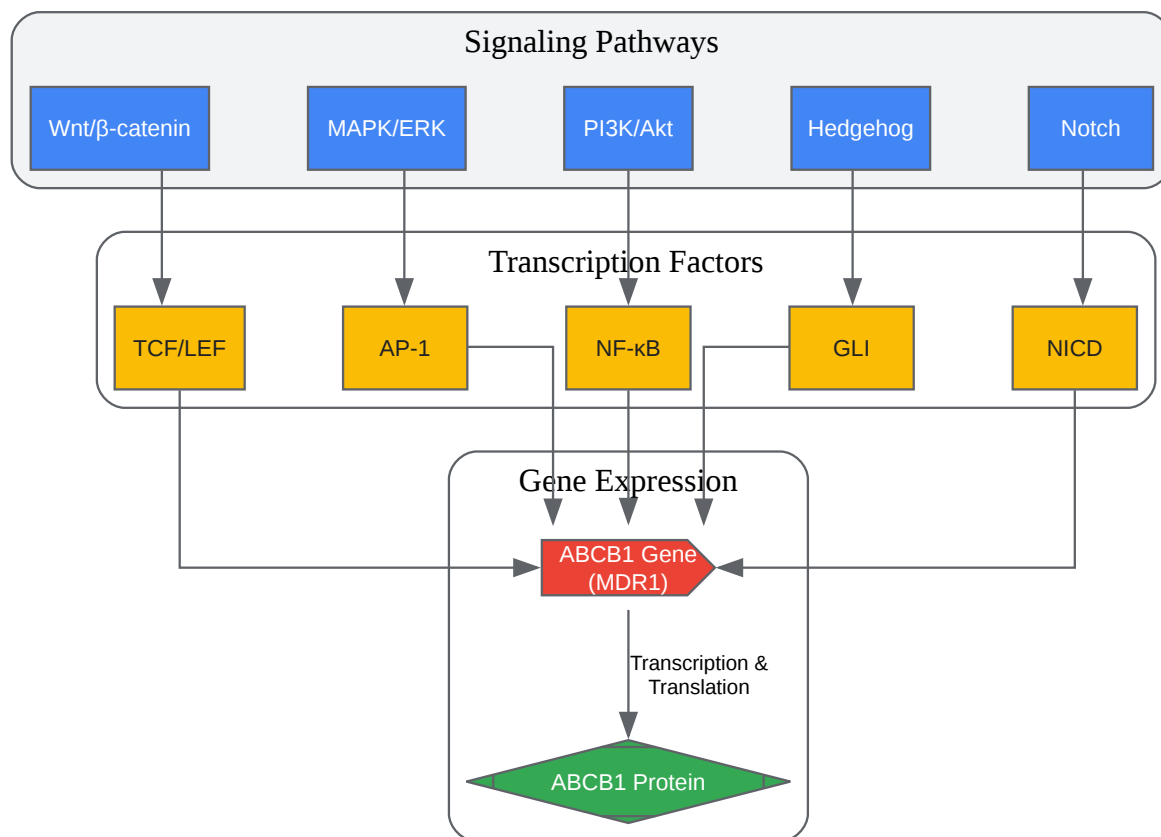 Signaling Pathways
Wnt/β-catenin
MAPK/ERK
PI3K/Akt
Hedgehog
Notch
Transcription Factors
TCF/LEF
AP-1
NF-κB
GLI
NICD
Gene Expression
ABCB1 Gene
(MDR1)
Transcription &
Translation
ABCB1 Protein